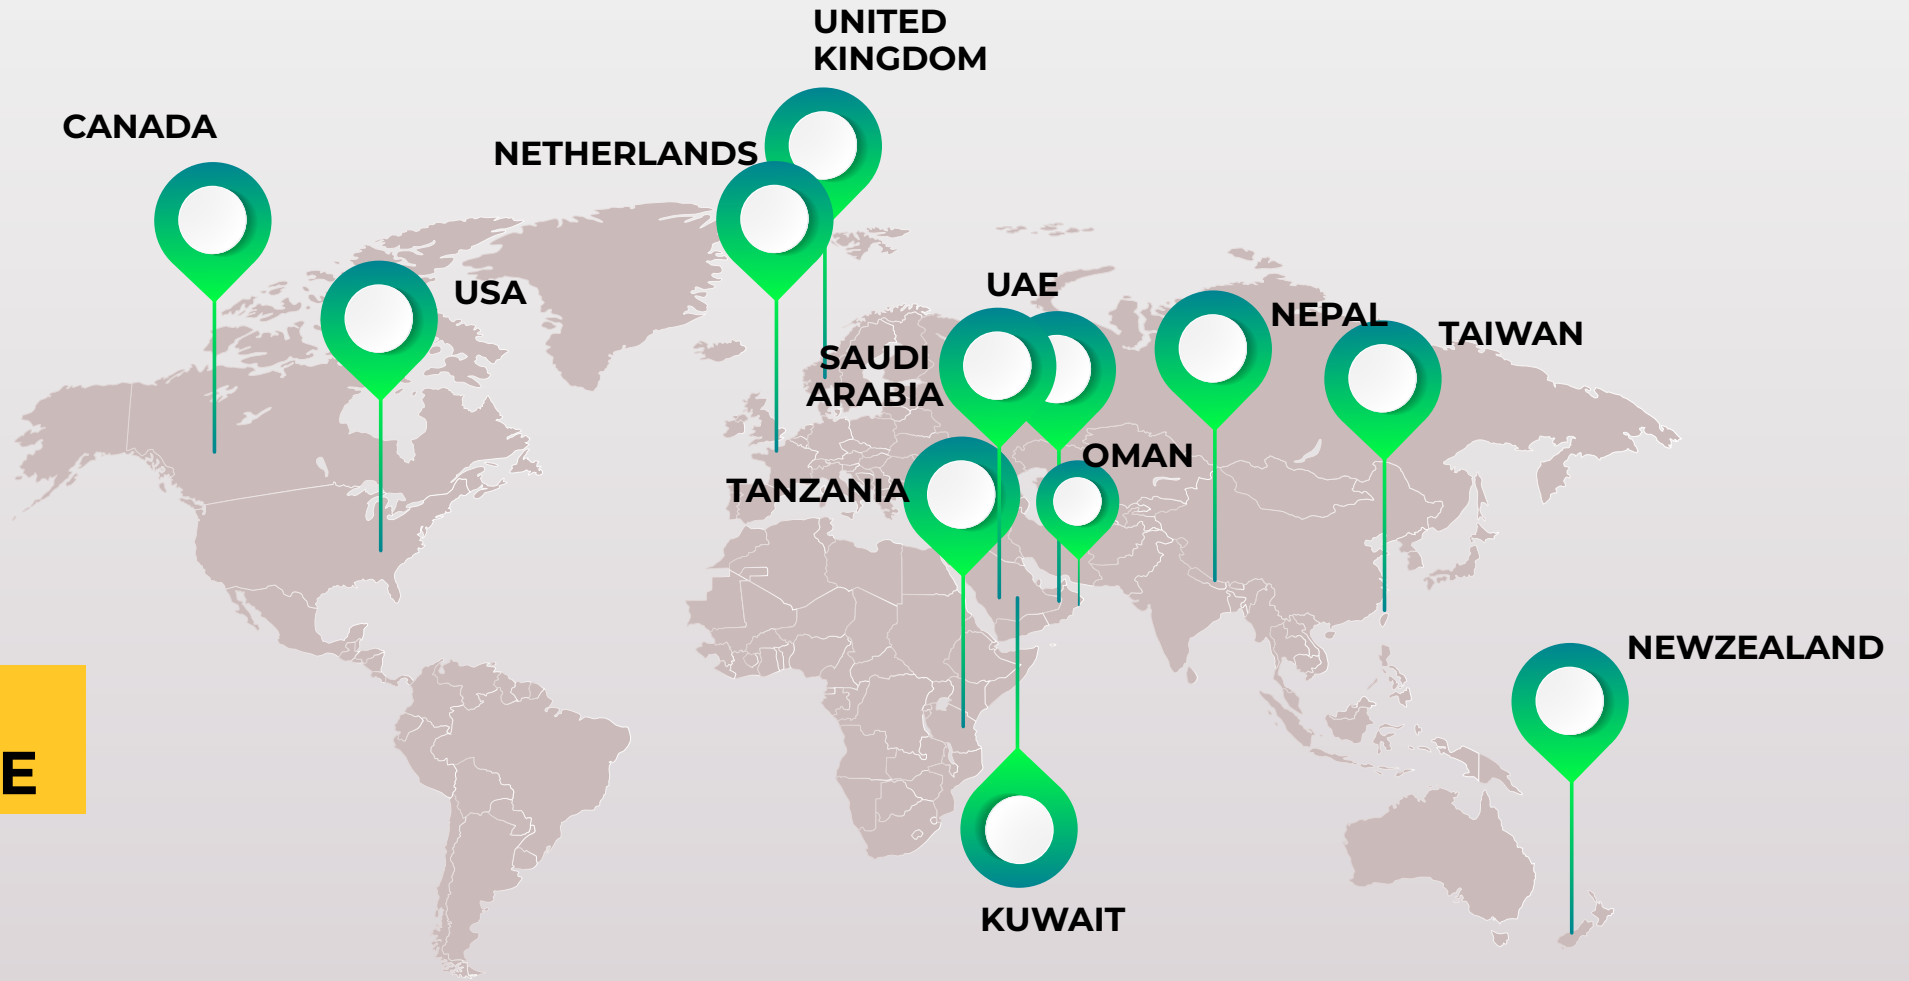 UNITED
KINGDOM
CANADA
NETHERLANDS
USA
UAE
NEPAL
TAIWAN
SAUDI
ARABIA
OMAN
TANZANIA
NEWZEALAND
E
KUWAIT